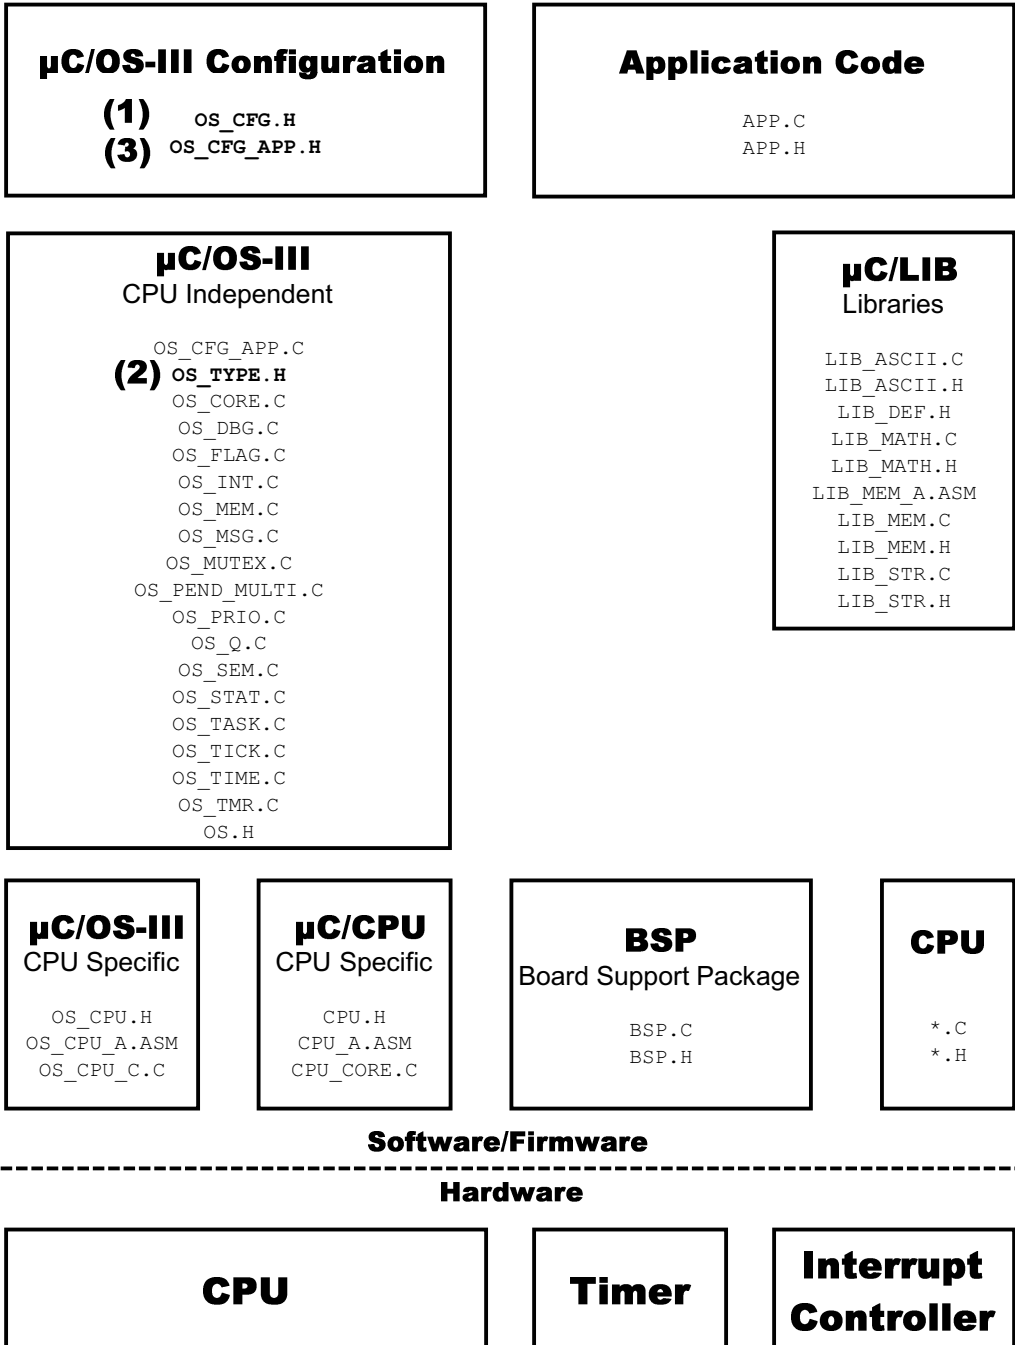 µC/OS-III Configuration
(1) OS_CFG.H
(3) OS_CFG_APP.H
Application Code
APP.C
APP.H
µC/OS-III
CPU Independent
OS_CFG_APP.C
(2) OS_TYPE.H
OS_CORE.C
OS_DBG.C
OS_FLAG.C
OS_INT.C
OS_MEM.C
OS_MSG.C
OS_MUTEX.C
OS_PEND_MULTI.C
OS_PRIO.C
OS_Q.C
OS_SEM.C
OS_STAT.C
OS_TASK.C
OS_TICK.C
OS_TIME.C
OS_TMR.C
OS.H
µC/LIB
Libraries
LIB_ASCII.C
LIB_ASCII.H
LIB_DEF.H
LIB_MATH.C
LIB_MATH.H
LIB_MEM_A.ASM
LIB_MEM.C
LIB_MEM.H
LIB_STR.C
LIB_STR.H
µC/OS-III
CPU Specific
OS_CPU.H
OS_CPU_A.ASM
OS_CPU_C.C
µC/CPU
CPU Specific
CPU.H
CPU_A.ASM
CPU_CORE.C
BSP
Board Support Package
BSP.C
BSP.H
CPU
*.C
*.H
Software/Firmware
Hardware
CPU
Timer
Interrupt
Controller